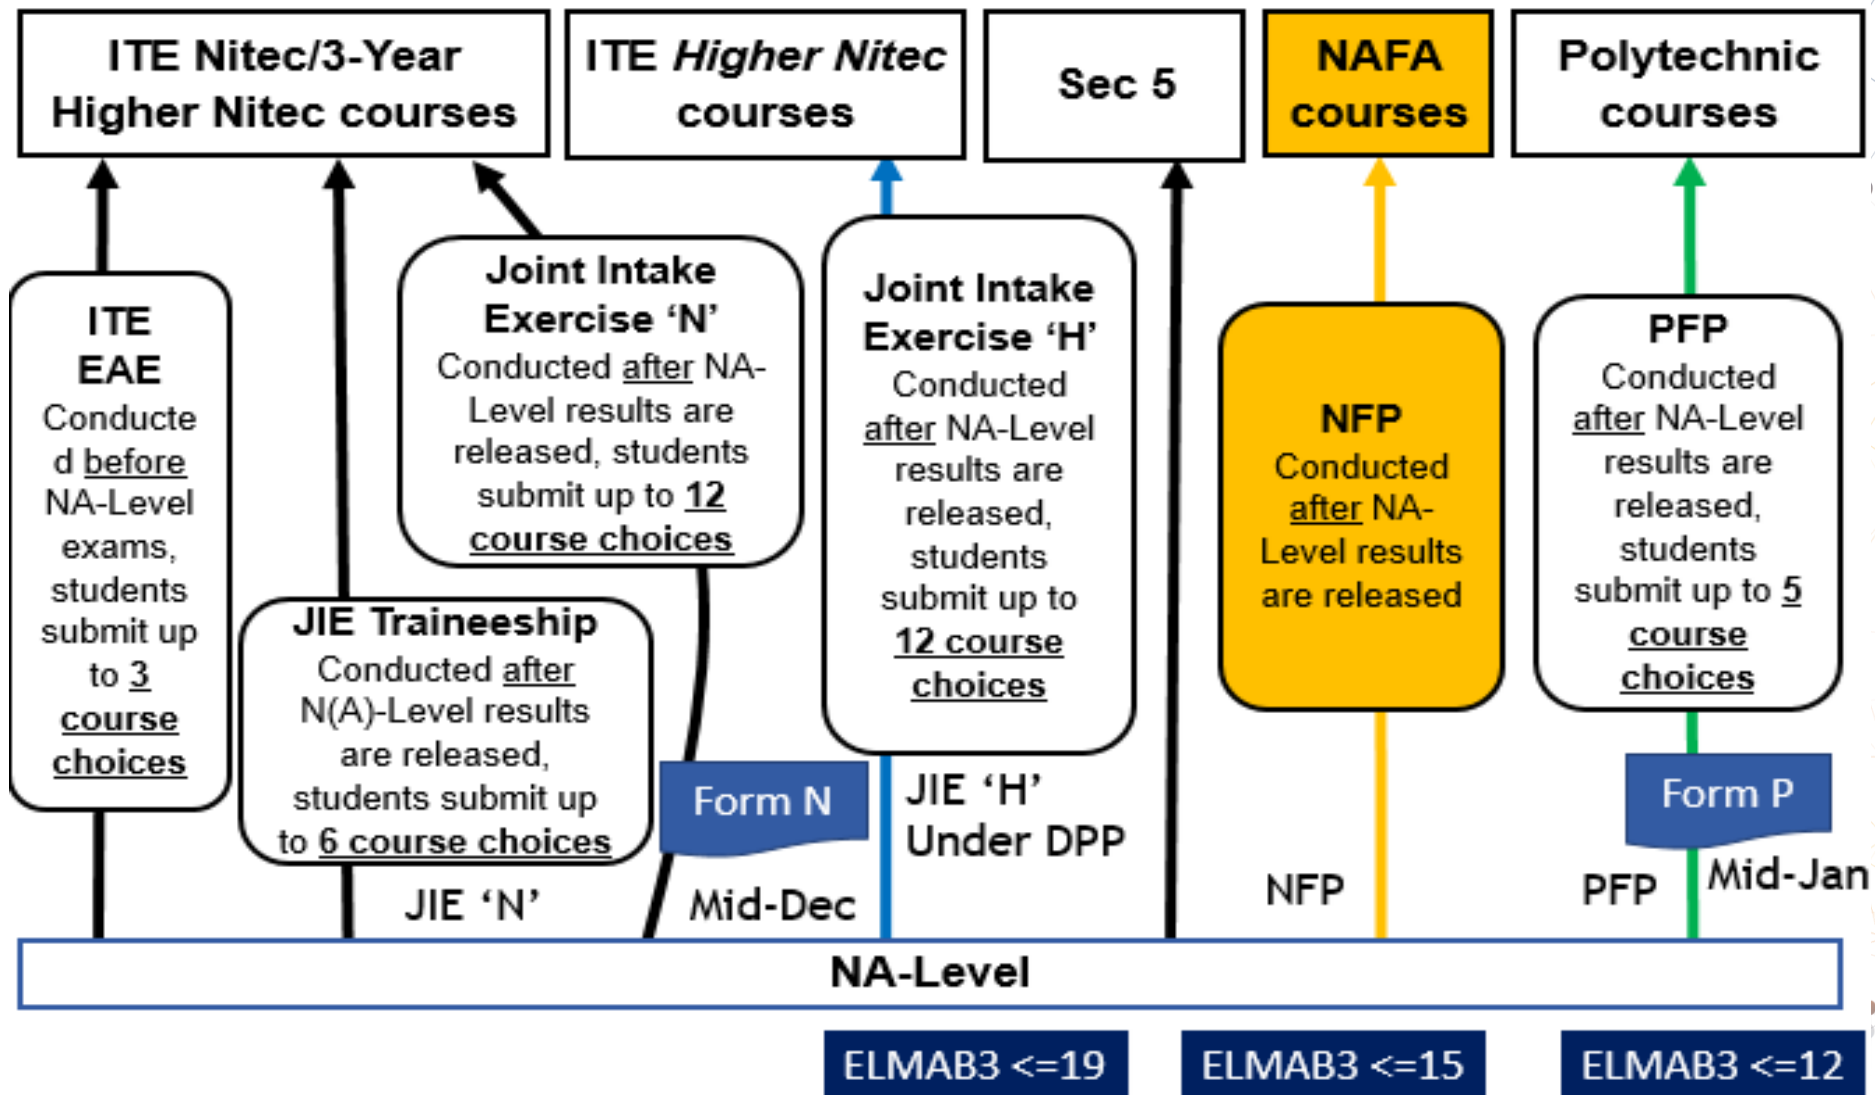 ITE Nitec/3-Year
Higher Nitec courses
ITE Higher Nitec
courses
Sec 5
NAFA
courses
Polytechnic
courses
ITE
EAE
Conducte
d before
NA-Level
exams,
students
submit up
to 3
course
choices
JIE Traineeship
Conducted after
N(A)-Level results
are released,
students submit up
to 6 course choices
Joint Intake
Exercise ‘N’
Conducted after NA-
Level results are
released, students
submit up to 12
course choices
Joint Intake
Exercise ‘H’
Conducted
after NA-Level
results are
released,
students
submit up to
12 course
choices
NFP
Conducted
after NA-
Level results
are released
PFP
Conducted
after NA-Level
results are
released,
students
submit up to 5
course
choices
Form N
JIE ‘H’
Under DPP
Form P
JIE ‘N’
Mid-Dec
NFP
PFP
Mid-Jan
NA-Level
ELMAB3 <=19
ELMAB3 <=15
ELMAB3 <=12